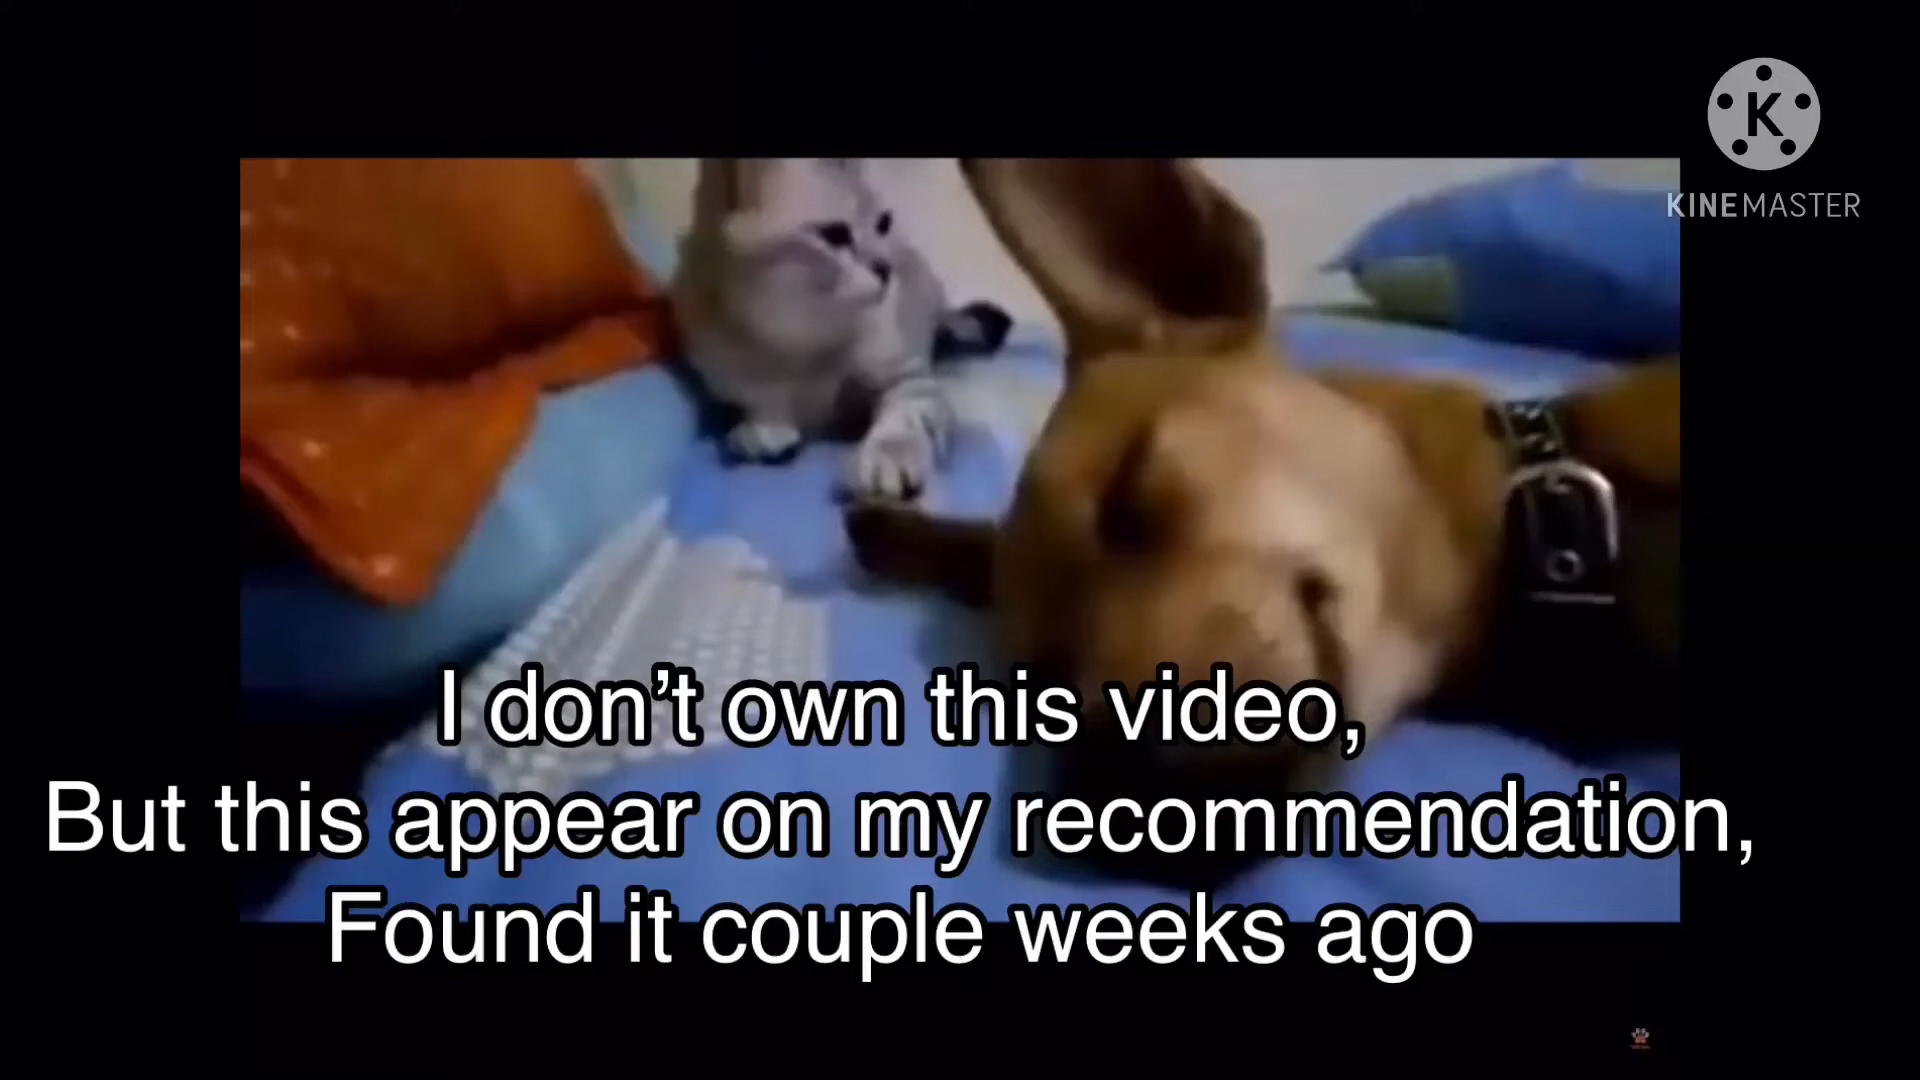 K
KINEMASTER
I don't own this video,
But this appear on my recommendation,
Found it couple weeks ago